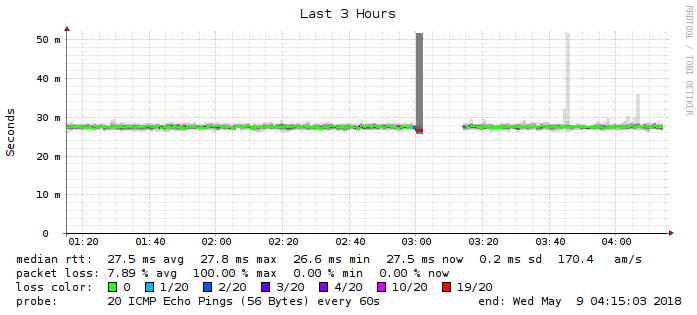 Last 3 Hours
RRDTOOL / TOBI OETIKER
Seconds
50 m
40 m
30 m
20 m
10 m
0
01:20 01:40 02:00 02:20 02:40 03:00 03:20 03:40 04:00
median rtt: 27.5 ms avg 27.8 ms max 26.6 ms min 27.5 ms now 0.2 ms sd 170.4 am/s
packet loss: 7.89 % avg 100.00 % max 0.00 % min 0.00 % now
loss color: 0 1/20 2/20 3/20 4/20 10/20 19/20
probe: 20 ICMP Echo Pings (56 Bytes) every 60s end: Wed May 9 04:15:03 2018